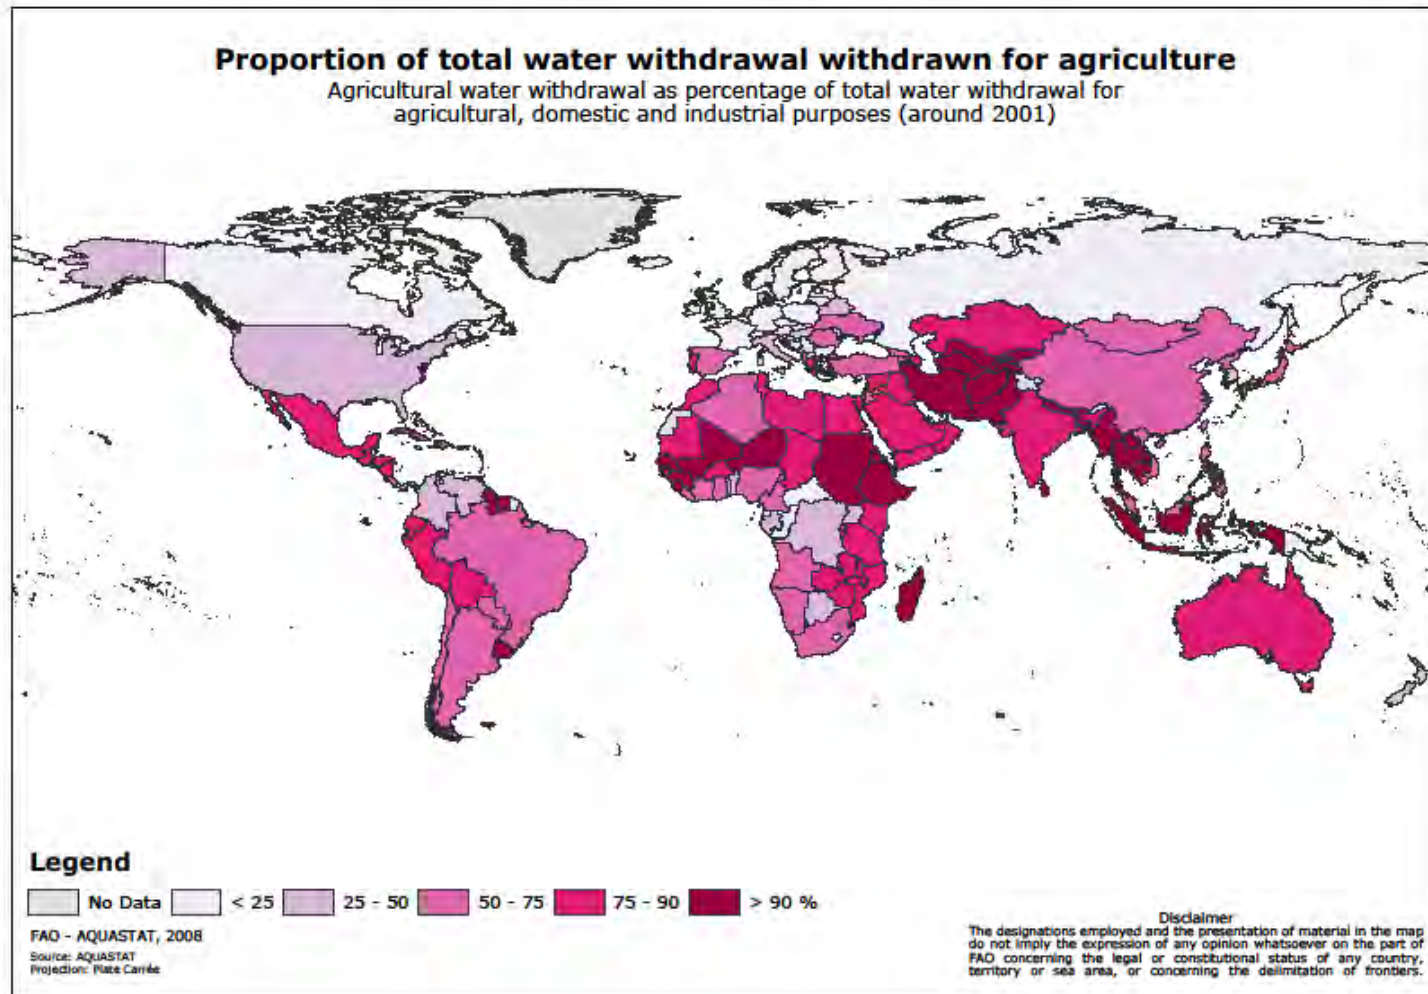 Proportion of total water withdrawal withdrawn for agriculture
Agricultural water withdrawal as percentage of total water withdrawal for
agricultural, domestic and industrial purposes (around 2001)
Legend
No Data < 25 25 - 50 50 - 75 75 - 90 > 90 %
FAO - AQUASTAT, 2008
Source: AQUASTAT
Projection: Plate Carrée
Disclaimer
The designations employed and the presentation of material in the map
do not imply the expression of any opinion whatsoever on the part of
FAO concerning the legal or constitutional status of any country,
territory or sea area, or concerning the delimitation of frontiers.